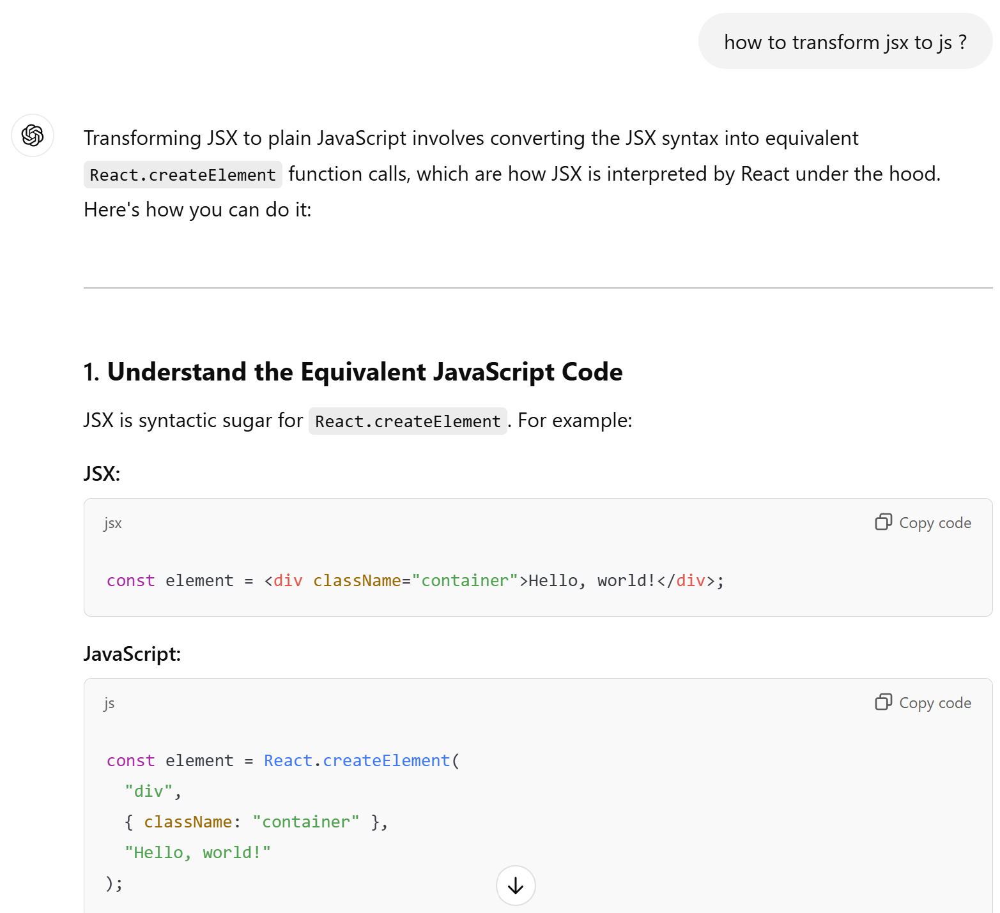 how to transform jsx to js ?
Transforming JSX to plain JavaScript involves converting the JSX syntax into equivalent
React.createElement function calls, which are how JSX is interpreted by React under the hood.
Here's how you can do it:
1. Understand the Equivalent JavaScript Code
JSX is syntactic sugar for React.createElement. For example:
JSX:
jsx Copy code
const element = <div className="container">Hello, world!</div>;
JavaScript:
js Copy code
const element = React.createElement(
  "div",
  { className: "container" },
  "Hello, world!"
);